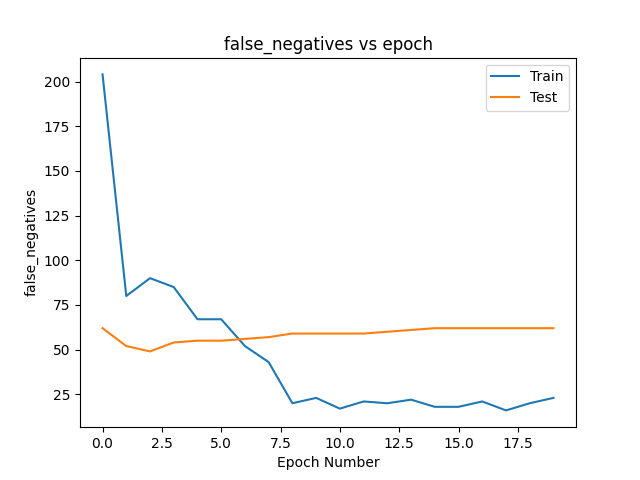 false_negatives vs epoch
Train
Test
200
175
150
125
100
75
50
25
false_negatives
0.0 2.5 5.0 7.5 10.0 12.5 15.0 17.5
Epoch Number